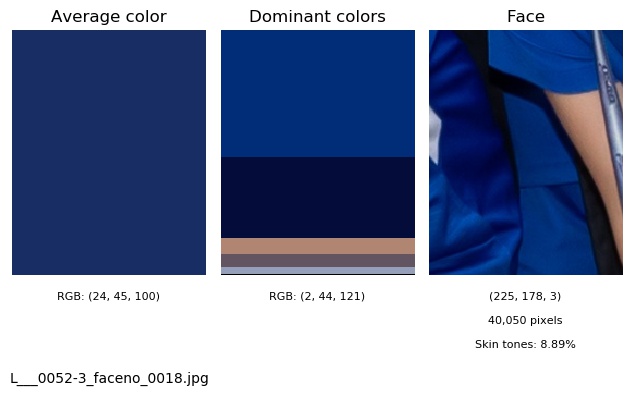 Average color
Dominant colors
Face
RGB: (24, 45, 100)
RGB: (2, 44, 121)
(225, 178, 3)
40,050 pixels
Skin tones: 8.89%
L___0052-3_faceno_0018.jpg